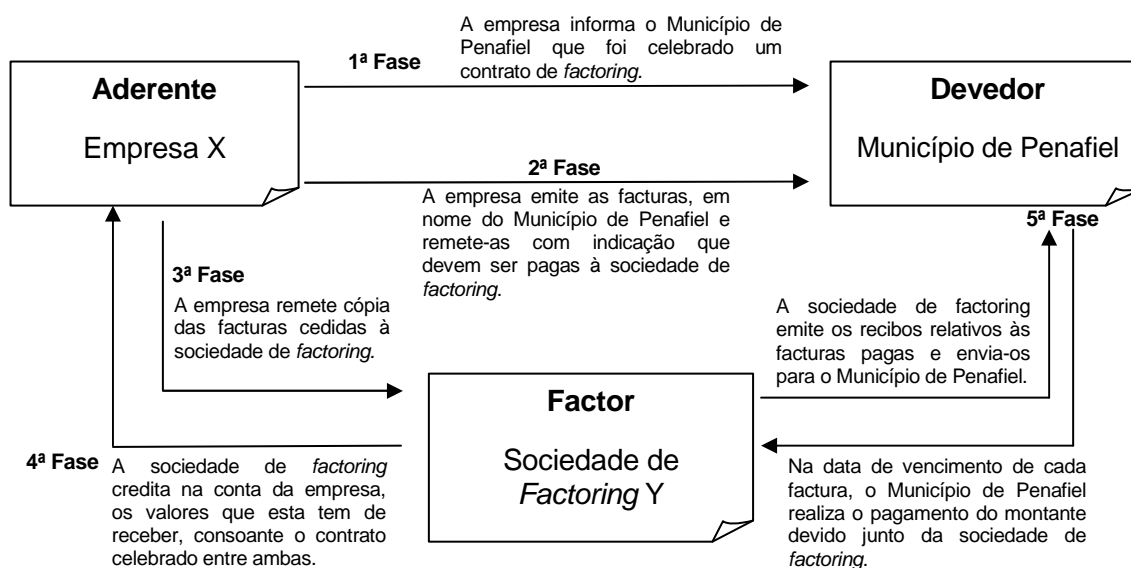 A empresa informa o Município de
Penafiel que foi celebrado um
contrato de factoring.
1ª Fase
Aderente
Empresa X
Devedor
Município de Penafiel
2ª Fase
A empresa emite as facturas, em
nome do Município de Penafiel e
remete-as com indicação que
devem ser pagas à sociedade de
factoring.
3ª Fase
A empresa remete cópia
das facturas cedidas à
sociedade de factoring.
4ª Fase
A sociedade de factoring
credita na conta da empresa,
os valores que esta tem de
receber, consoante o contrato
celebrado entre ambas.
Factor
Sociedade de
Factoring Y
5ª Fase
A sociedade de factoring
emite os recibos relativos às
facturas pagas e envia-os
para o Município de Penafiel.
Na data de vencimento de cada
factura, o Município de Penafiel
realiza o pagamento do montante
devido junto da sociedade de
factoring.